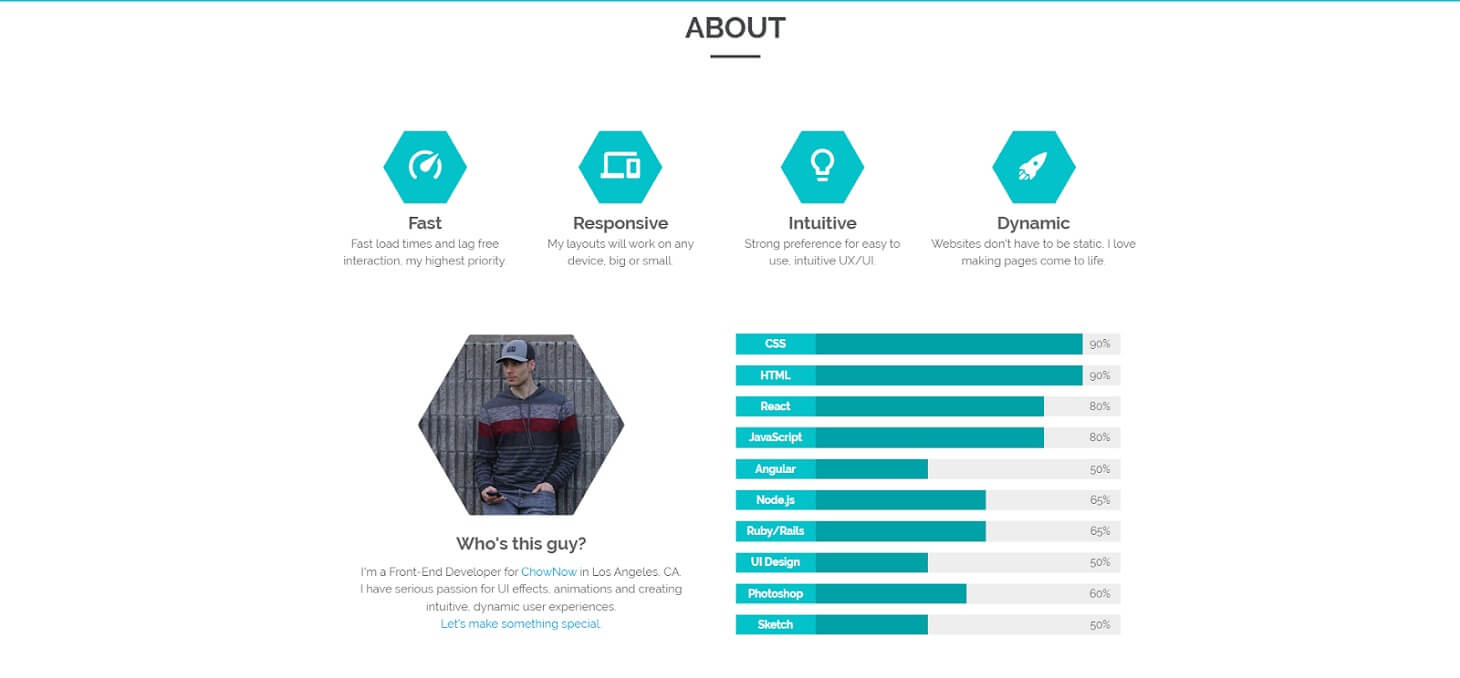 ABOUT
Fast
Fast load times and lag free
interaction, my highest priority.
Responsive
My layouts will work on any
device, big or small.
Intuitive
Strong preference for easy to
use, intuitive UX/UI.
Dynamic
Websites don't have to be static, I love
making pages come to life.
Who's this guy?
I'm a Front-End Developer for ChowNow in Los Angeles, CA.
I have serious passion for UI effects, animations and creating
intuitive, dynamic user experiences.
Let's make something special.
CSS 90%
HTML 90%
React 80%
JavaScript 80%
Angular 50%
Node.js 65%
Ruby/Rails 65%
UI Design 50%
Photoshop 60%
Sketch 50%